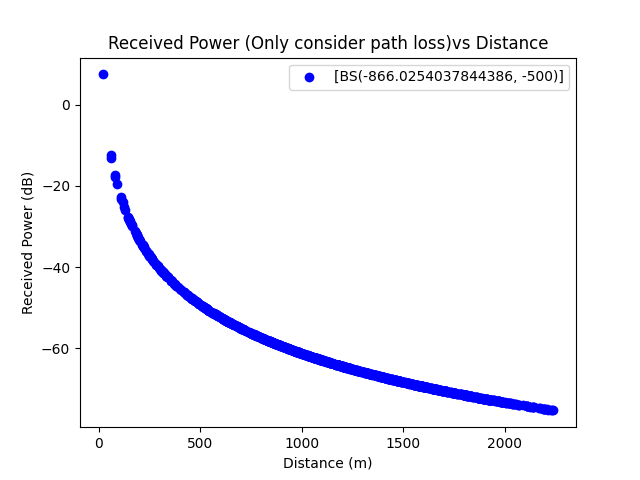 Received Power (Only consider path loss)vs Distance
[BS(-866.0254037844386, -500)]
0
−20
−40
−60
Received Power (dB)
0 500 1000 1500 2000
Distance (m)